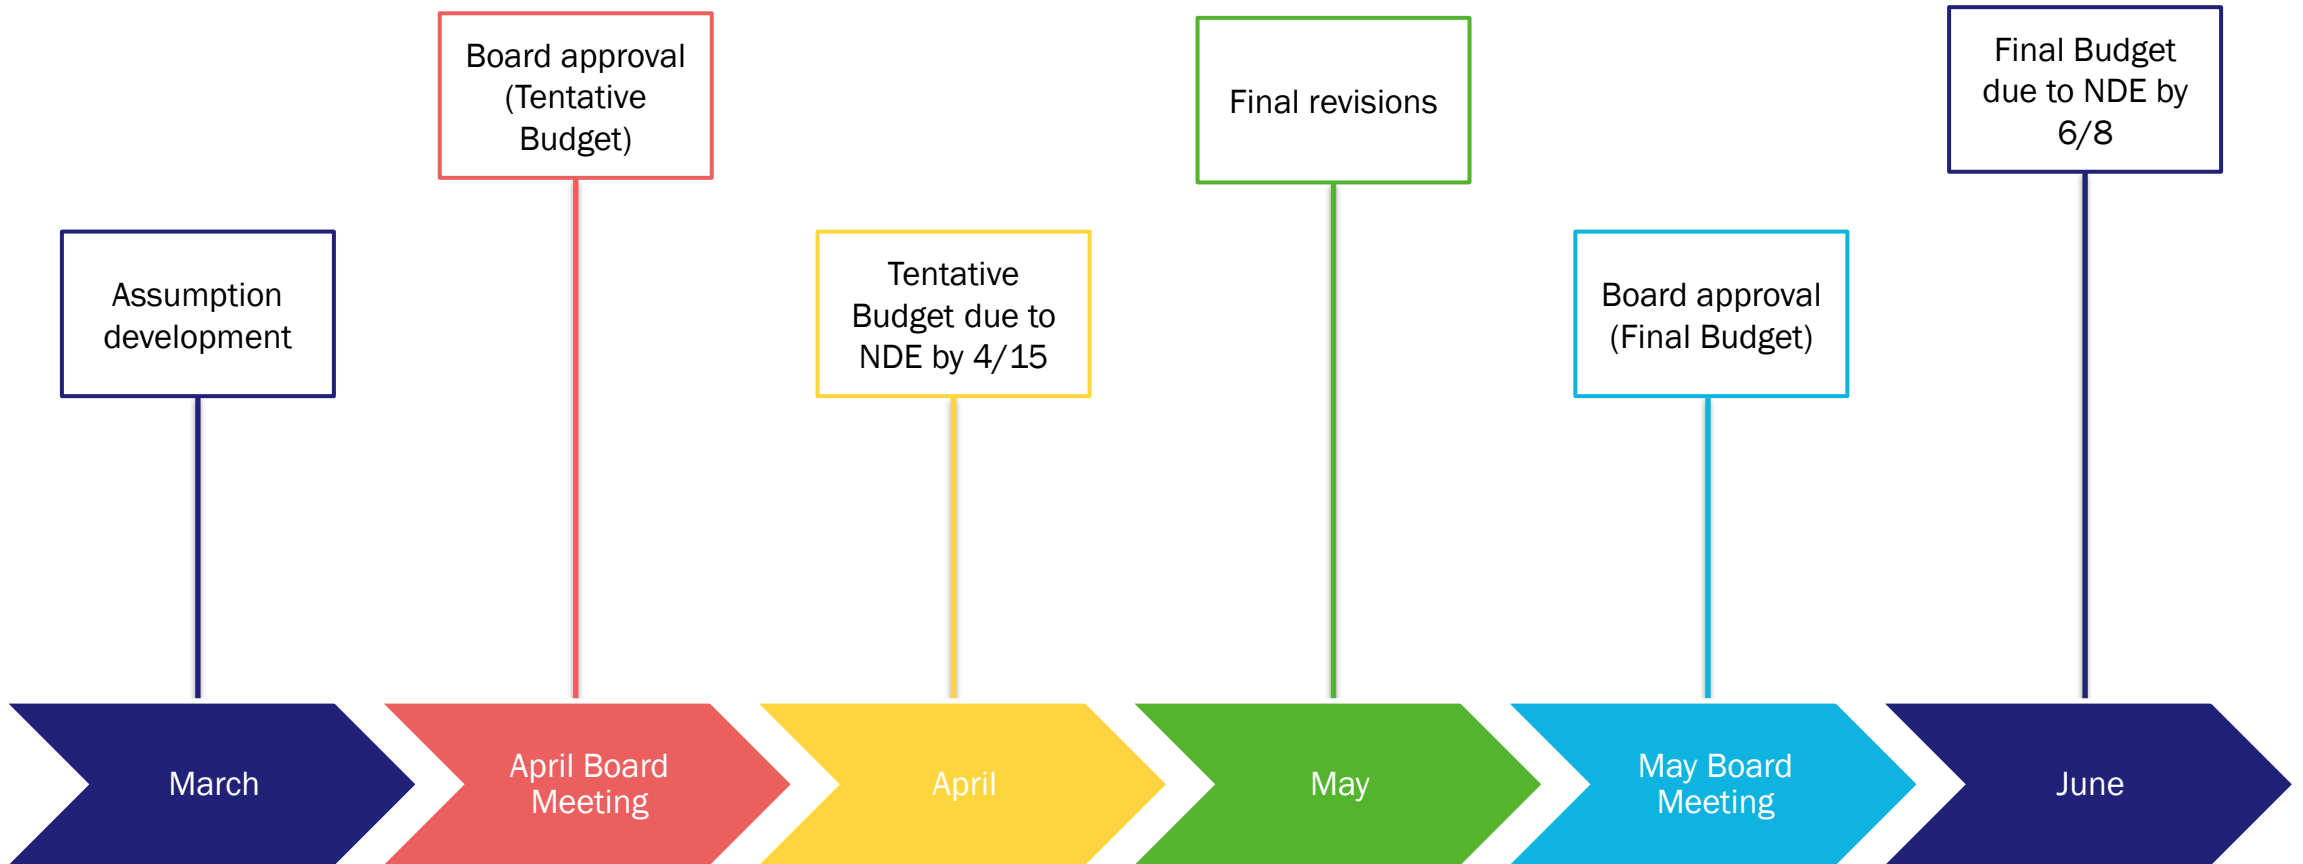 Assumption
development
Board approval
(Tentative
Budget)
Tentative
Budget due to
NDE by 4/15
Final revisions
Board approval
(Final Budget)
Final Budget
due to NDE by
6/8
March
April Board
Meeting
April
May
May Board
Meeting
June